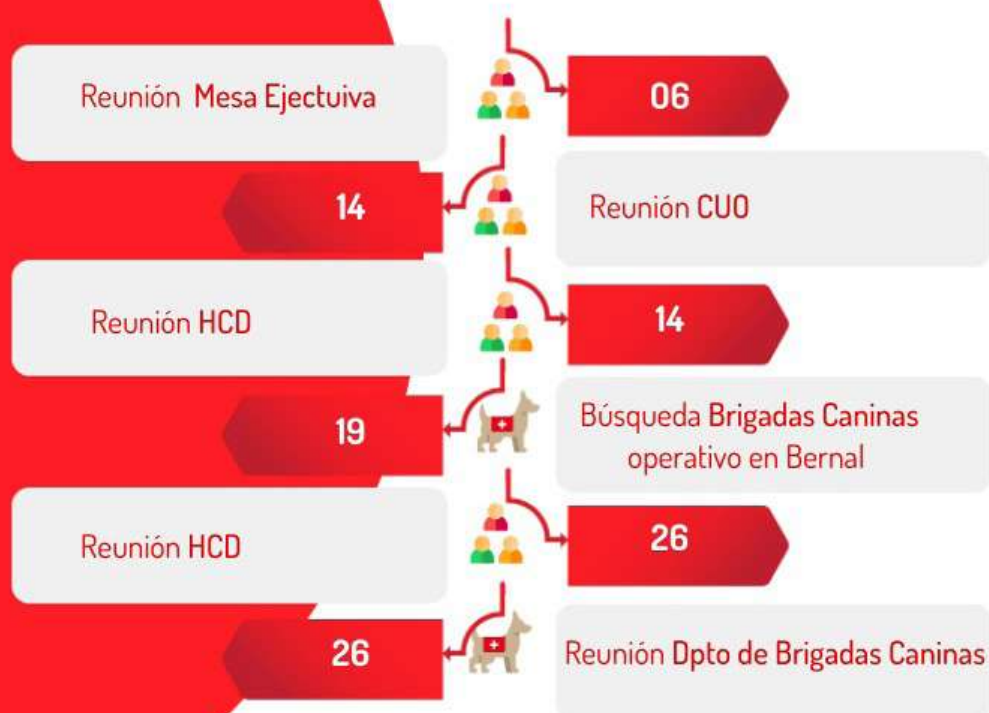 Reunión Mesa Ejectuiva
06
14
Reunión CUO
Reunión HCD
14
19
Búsqueda Brigadas Caninas
operativo en Bernal
Reunión HCD
26
26
Reunión Dpto de Brigadas Caninas